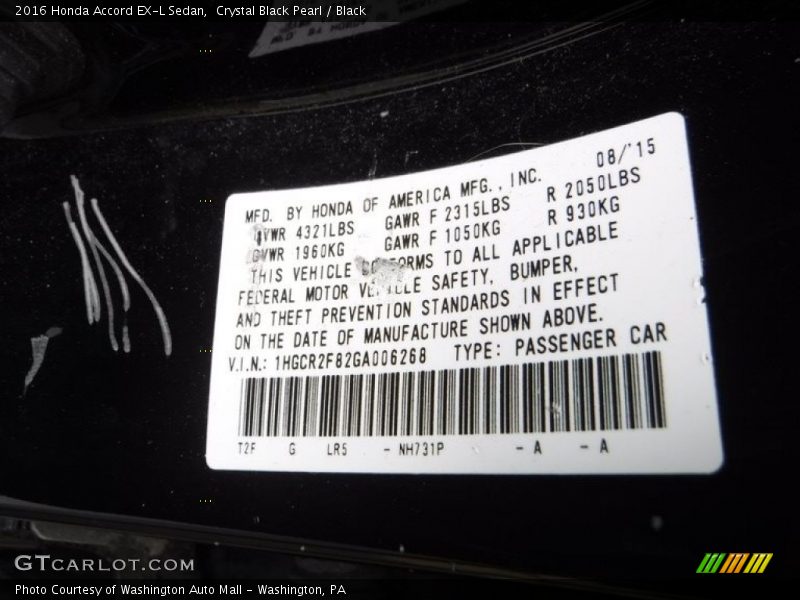 2016 Honda Accord EX-L Sedan, Crystal Black Pearl / Black
MFD. BY HONDA OF AMERICA MFG., INC. 08/'15
GVWR 4321LBS GAWR F 2315LBS R 2050LBS
GVWR 1960KG GAWR F 1050KG R 930KG
THIS VEHICLE CONFORMS TO ALL APPLICABLE
FEDERAL MOTOR VEHICLE SAFETY, BUMPER,
AND THEFT PREVENTION STANDARDS IN EFFECT
ON THE DATE OF MANUFACTURE SHOWN ABOVE.
V.I.N.: 1HGCR2F82GA006268 TYPE: PASSENGER CAR
T2F G LR5 - NH731P - A - A
GTCARLOT.COM
Photo Courtesy of Washington Auto Mall - Washington, PA